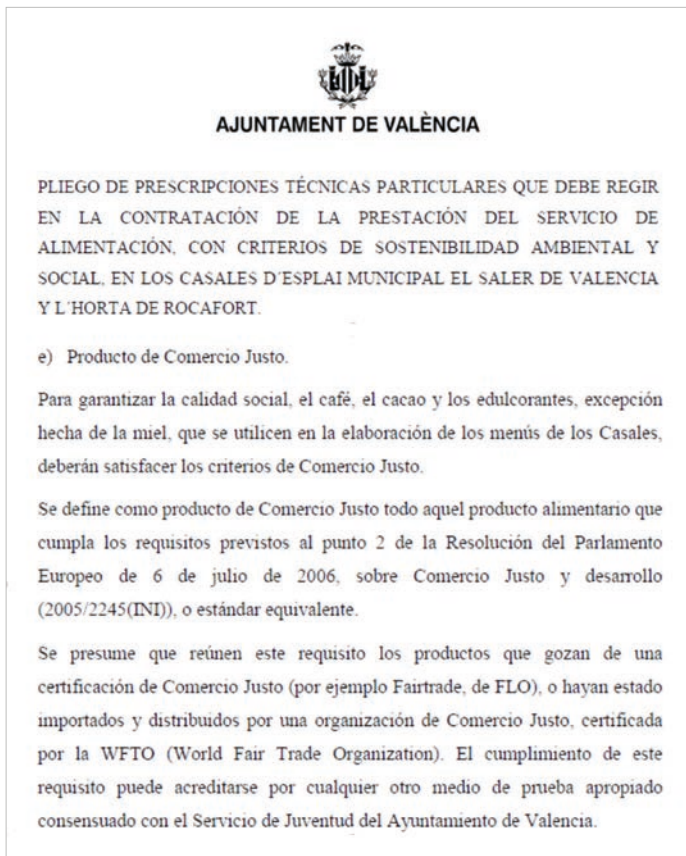 AJUNTAMENT DE VALÈNCIA
PLIEGO DE PRESCRIPCIONES TÉCNICAS PARTICULARES QUE DEBE REGIR
EN LA CONTRATACIÓN DE LA PRESTACIÓN DEL SERVICIO DE
ALIMENTACIÓN, CON CRITERIOS DE SOSTENIBILIDAD AMBIENTAL Y
SOCIAL, EN LOS CASALES D´ESPLAI MUNICIPAL EL SALER DE VALENCIA
Y L´HORTA DE ROCAFORT.
e) Producto de Comercio Justo.
Para garantizar la calidad social, el café, el cacao y los edulcorantes, excepción
hecha de la miel, que se utilicen en la elaboración de los menús de los Casales,
deberán satisfacer los criterios de Comercio Justo.
Se define como producto de Comercio Justo todo aquel producto alimentario que
cumpla los requisitos previstos al punto 2 de la Resolución del Parlamento
Europeo de 6 de julio de 2006, sobre Comercio Justo y desarrollo
(2005/2245(INI)), o estándar equivalente.
Se presume que reúnen este requisito los productos que gozan de una
certificación de Comercio Justo (por ejemplo Fairtrade, de FLO), o hayan estado
importados y distribuidos por una organización de Comercio Justo, certificada
por la WFTO (World Fair Trade Organization). El cumplimiento de este
requisito puede acreditarse por cualquier otro medio de prueba apropiado
consensuado con el Servicio de Juventud del Ayuntamiento de Valencia.